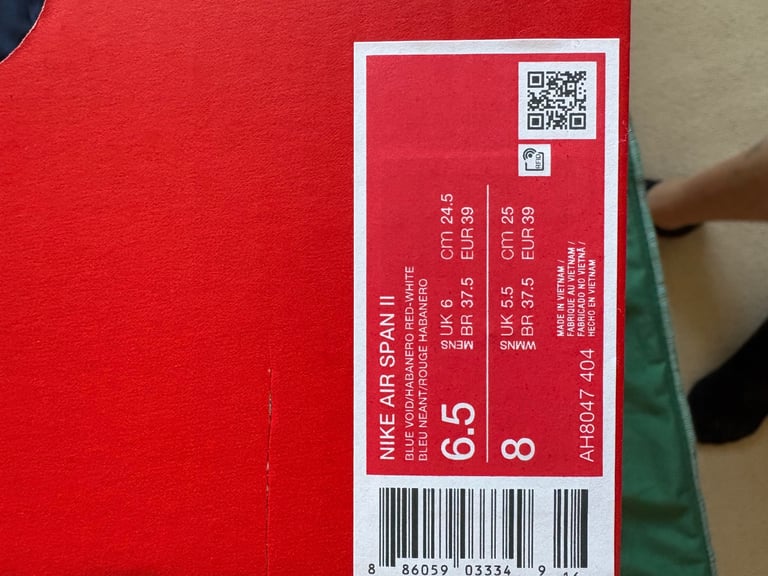 NIKE AIR SPAN II
BLUE VOID/HABANERO RED-WHITE
BLEU NEANT/ROUGE HABANERO
6.5 MENS UK 6 cm 24.5
BR 37.5 EUR 39
8 WMNS UK 5.5 cm 25
BR 37.5 EUR 39
RFID
MADE IN VIETNAM /
FABRIQUE AU VIETNAM /
FABRICADO NO VIETNÃ /
HECHO EN VIETNAM
AH8047 404
8 86059 03334 9